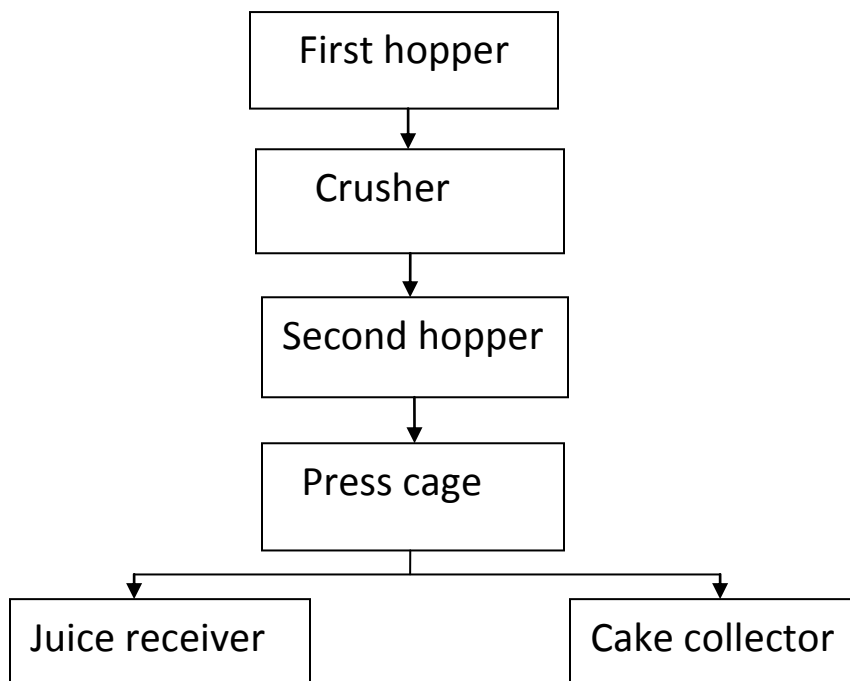 First hopper
Crusher
Second hopper
Press cage
Juice receiver
Cake collector